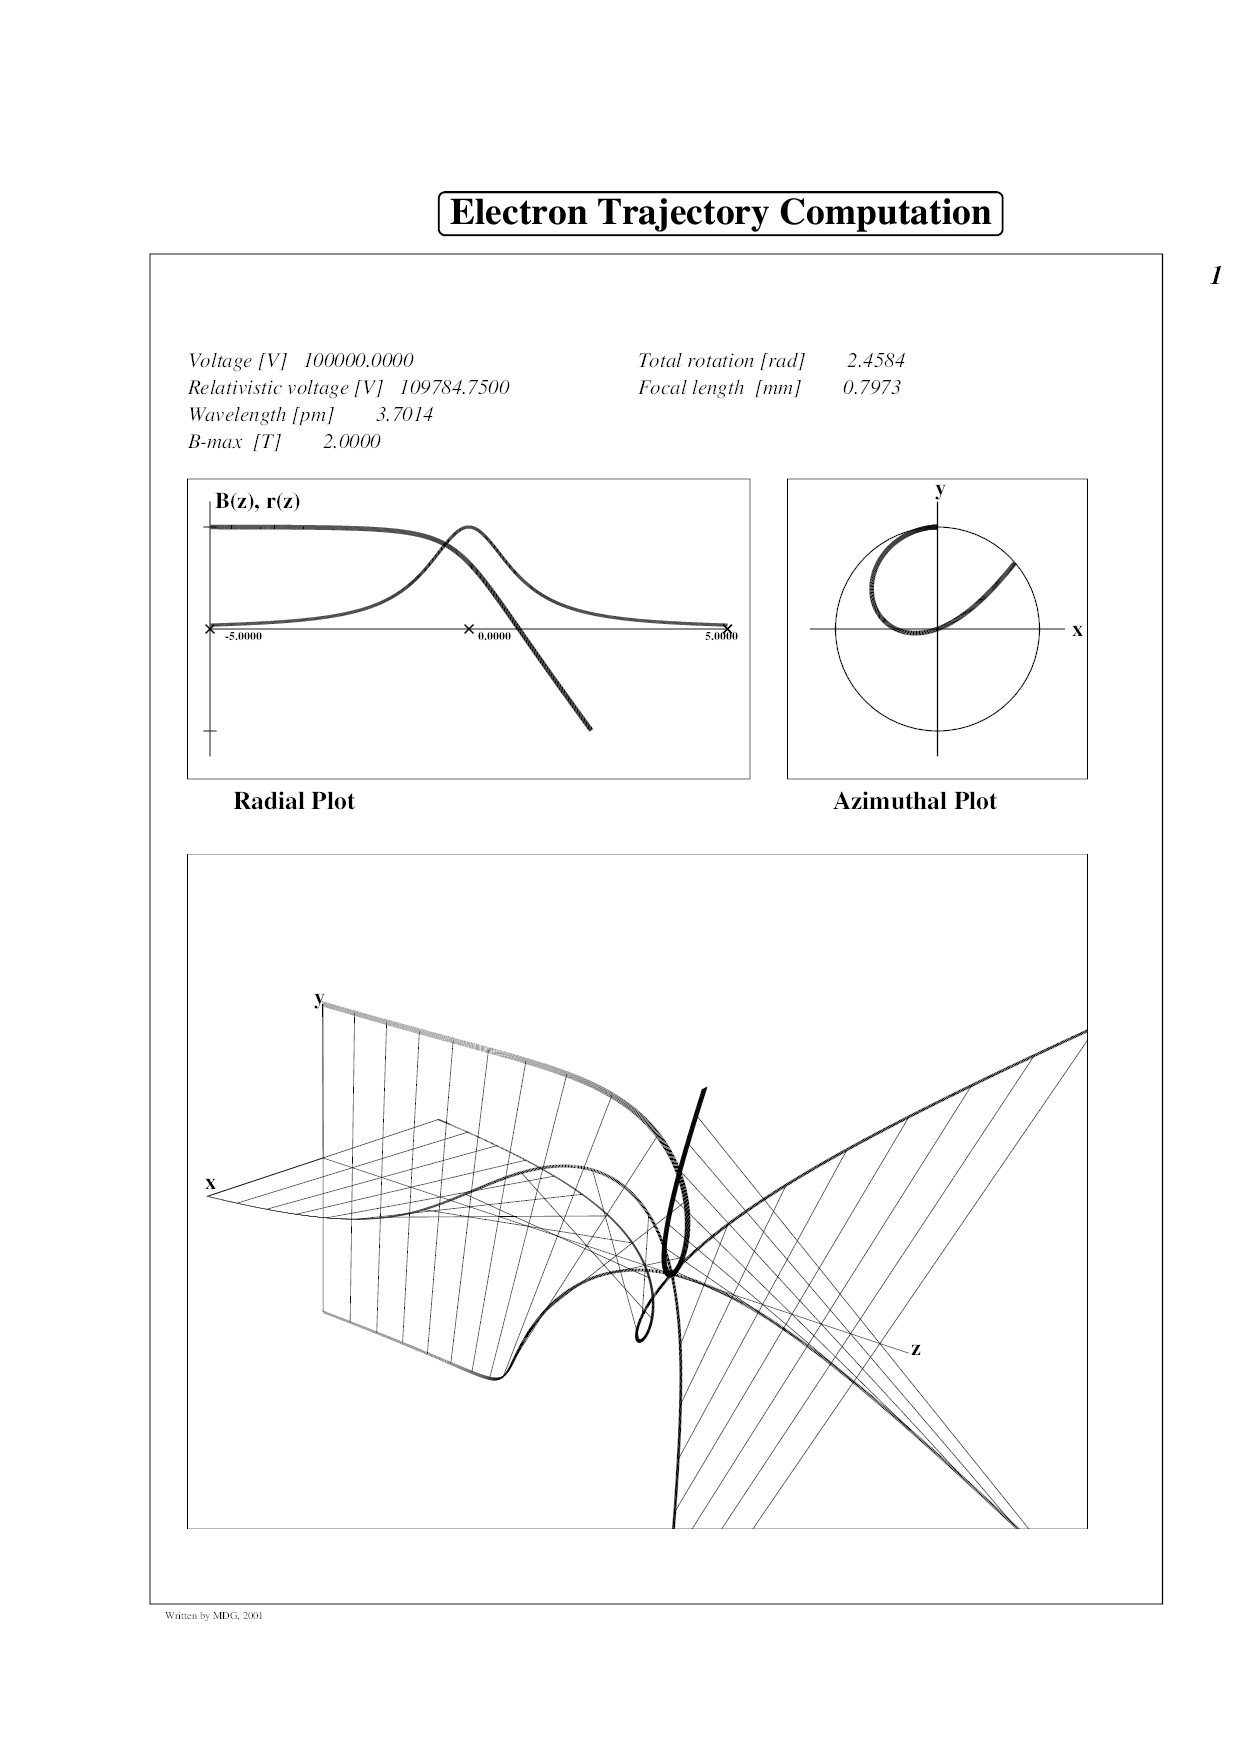 Electron Trajectory Computation
1
Voltage [V] 100000.0000
Total rotation [rad] 2.4584
Relativistic voltage [V] 109784.7500
Focal length [mm] 0.7973
Wavelength [pm] 3.7014
B-max [T] 2.0000
B(z), r(z)
-5.0000
0.0000
5.0000
Radial Plot
y
x
Azimuthal Plot
y
x
z
Written by MDG, 2001